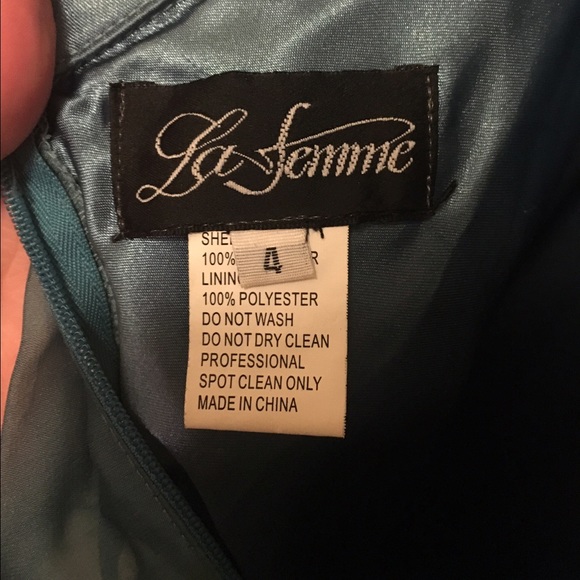 La Femme
4
100%
100% POLYESTER
DO NOT WASH
DO NOT DRY CLEAN
PROFESSIONAL
SPOT CLEAN ONLY
MADE IN CHINA